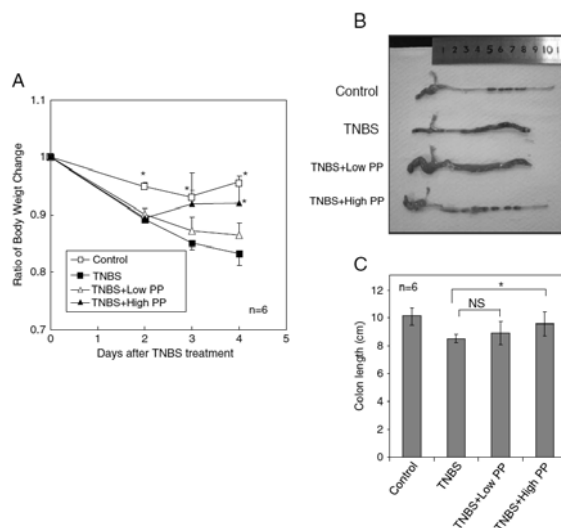 A
1.1
1
0.9
0.8
0.7
Ratio of Body Weigt Change
*
*
*
*
Control
TNBS
TNBS+Low PP
TNBS+High PP
n=6
0
1
2
3
4
5
Days after TNBS treatment
B
1 2 3 4 5 6 7 8 9 10 1
Control
TNBS
TNBS+Low PP
TNBS+High PP
C
n=6
*
NS
14
12
10
8
6
4
2
0
Colon length (cm)
Control
TNBS
TNBS+Low PP
TNBS+High PP